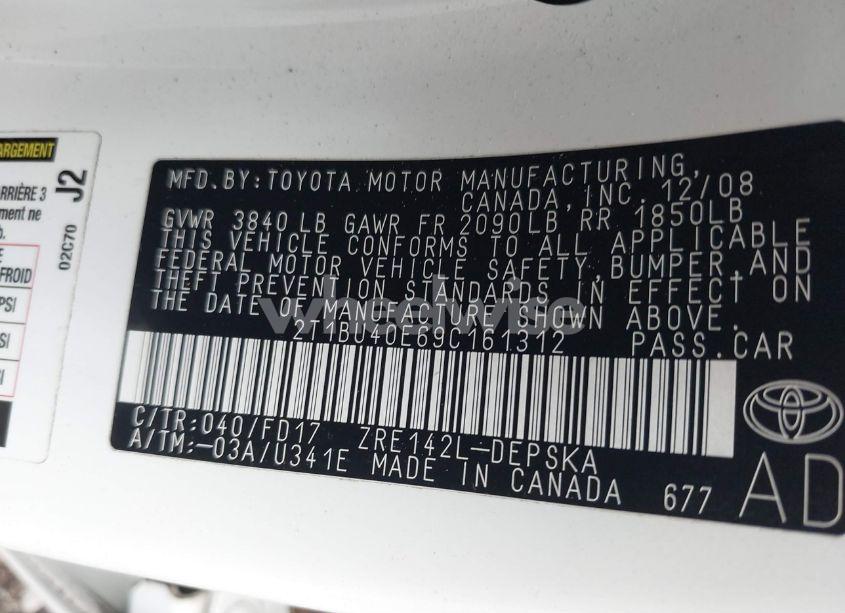 ARGEMENT
ARRIÈRE 3
ement ne
b.
E
FROID
PSI
SI
I
J2
02C70
MFD.BY:TOYOTA MOTOR MANUFACTURING,
CANADA,INC. 12/08
GVWR 3840 LB GAWR FR 2090LB RR 1850LB
THIS VEHICLE CONFORMS TO ALL APPLICABLE
FEDERAL MOTOR VEHICLE SAFETY,BUMPER,AND
THEFT PREVENTION STANDARDS IN EFFECT ON
THE DATE OF MANUFACTURE SHOWN ABOVE.
2T1BU40E69C161312 PASS.CAR
C/TR:040/FD17 ZRE142L-DEPSKA
A/TM:-03A/U341E MADE IN CANADA 677
AD